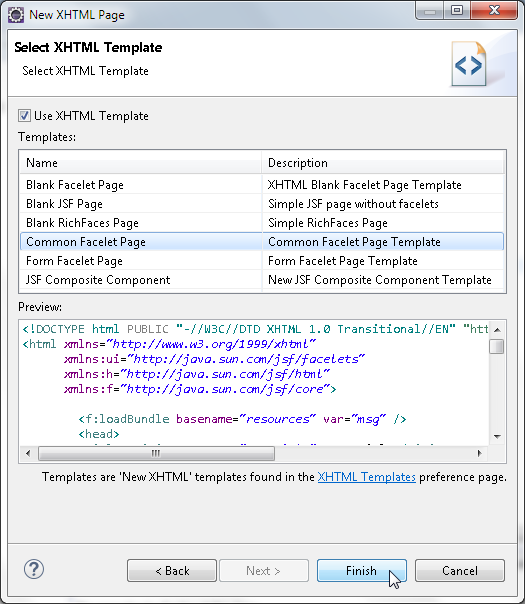 New XHTML Page
Select XHTML Template
Select XHTML Template
Use XHTML Template
Templates:
Name Description
Blank Facelet Page XHTML Blank Facelet Page Template
Blank JSF Page Simple JSF page without facelets
Blank RichFaces Page Simple RichFaces Page
Common Facelet Page Common Facelet Page Template
Form Facelet Page Form Facelet Page Template
JSF Composite Component New JSF Composite Component Template
Preview:
<!DOCTYPE html PUBLIC "-//W3C//DTD XHTML 1.0 Transitional//EN" "htt
<html xmlns="http://www.w3.org/1999/xhtml"
xmlns:ui="http://java.sun.com/jsf/facelets"
xmlns:h="http://java.sun.com/jsf/html"
xmlns:f="http://java.sun.com/jsf/core">
<f:loadBundle basename="resources" var="msg" />
<head>
Templates are 'New XHTML' templates found in the XHTML Templates preference page.
? < Back Next > Finish Cancel